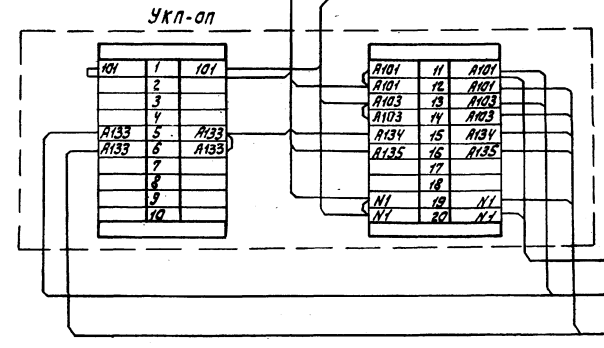 Укп-оп
101 1 101
2
3
4
А133 5 А133
А133 6 А133
7
8
9
10
А101 11 А101
А101 12 А101
А103 13 А103
А103 14 А103
А134 15 А134
А135 16 А135
17
18
N1 19 N1
N1 20 N1